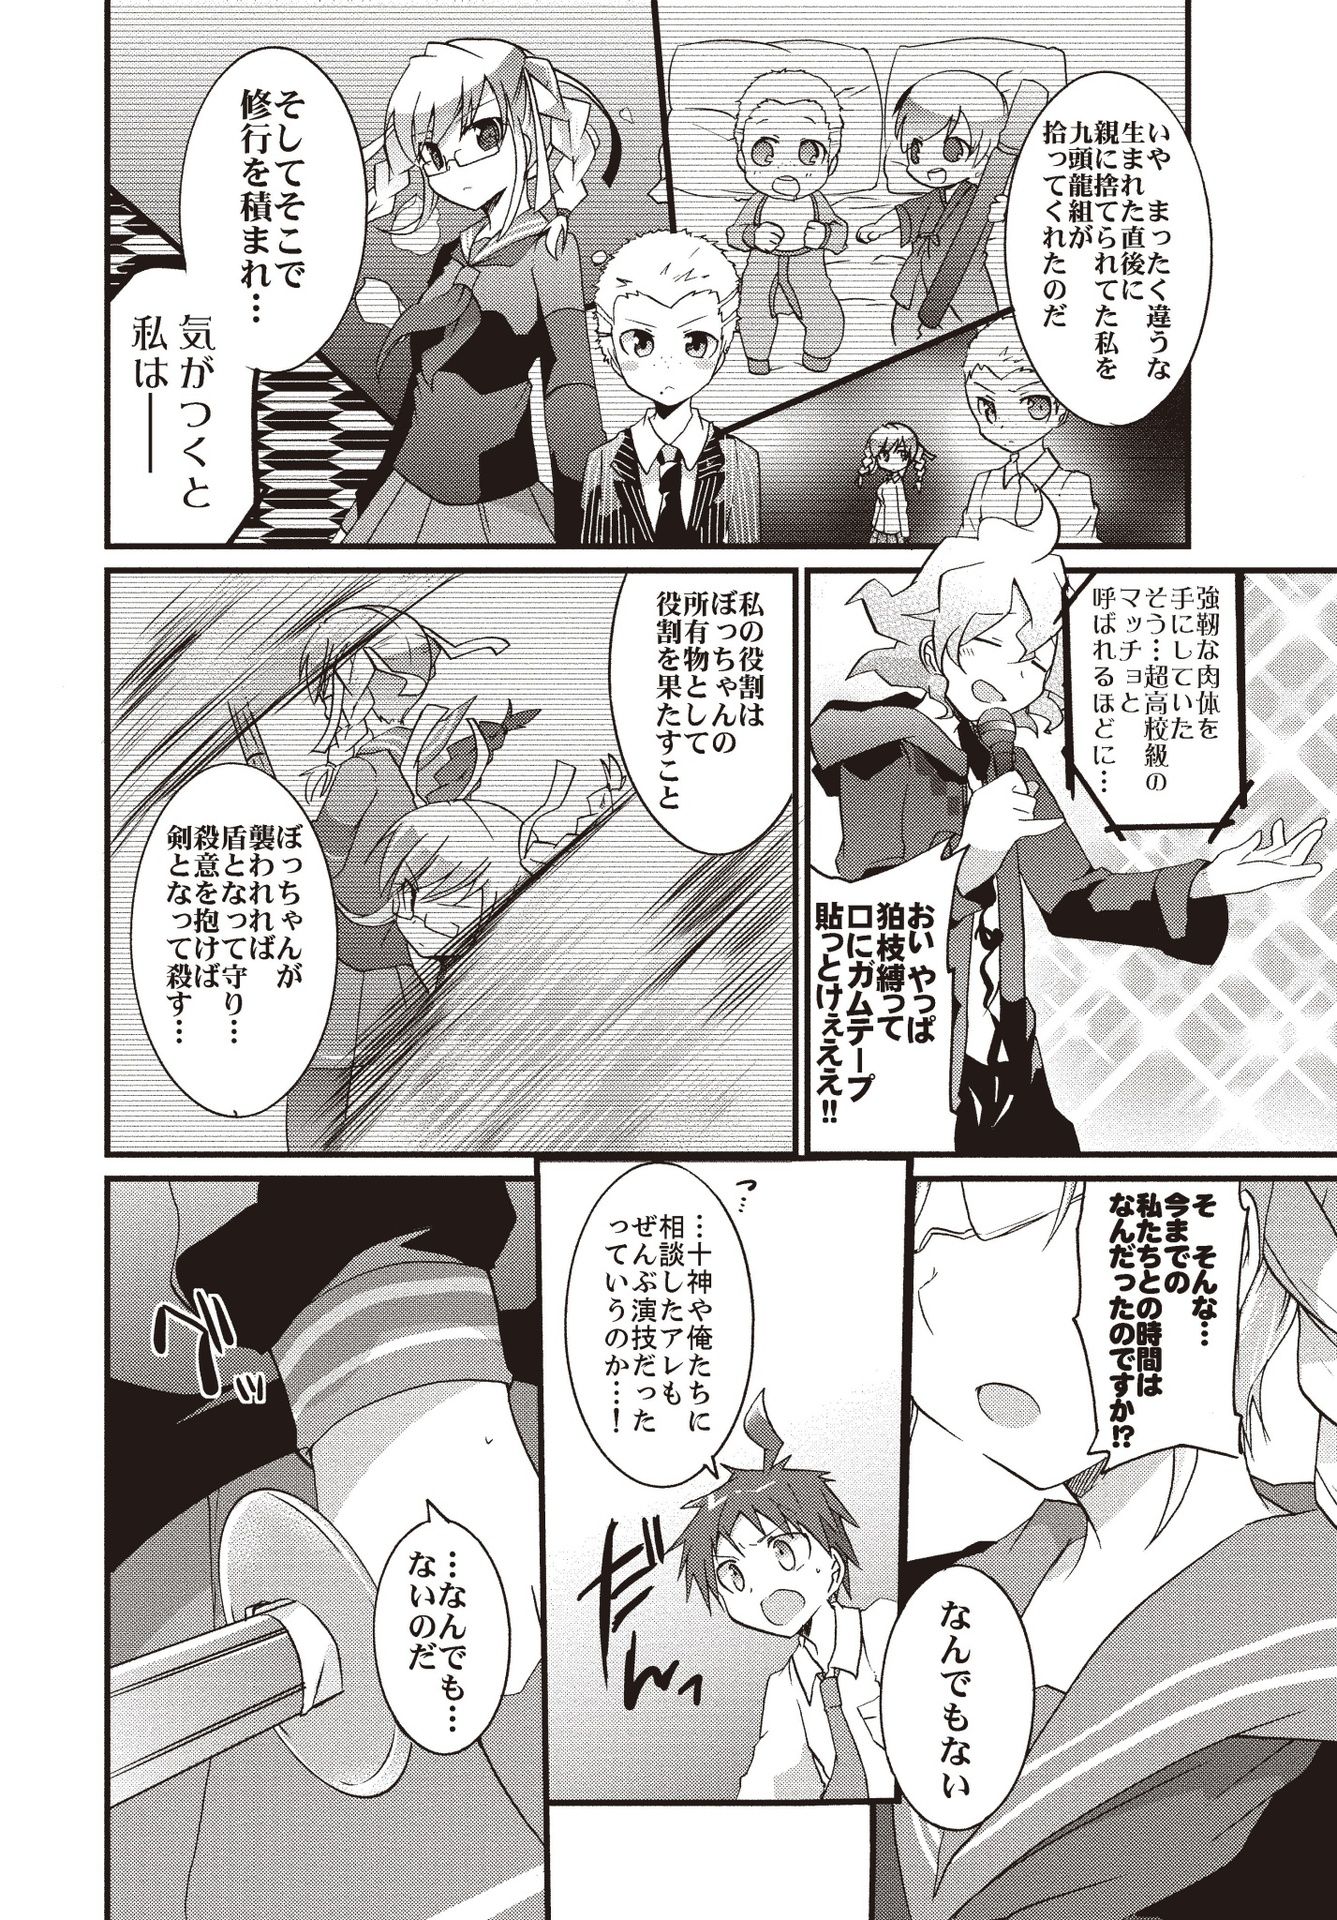 いや まったく違うな
生まれた直後に
親に捨てられてた私を
九頭龍組が
拾ってくれたのだ
そしてそこで
修行を積まれ…
気がつくと
私は――
強靭な肉体を
手にしていた
そう…超高校級の
マッチョと
呼ばれるほどに…
おい やっぱ
狛枝縛って
口にガムテープ
貼っとけぇええ!!
私の役割は
ぼっちゃんの
所有物として
役割を果たすこと
ぼっちゃんが
襲われれば
盾となって守り…
殺意を抱けば
剣となって殺す…
そ そんな…
今までの
私たちとの時間は
なんだったのですか!?
なんでもない
…十神や俺たちに
相談したアレも
ぜんぶ演技だった
っていうのか…!
…なんでも…
ないのだ